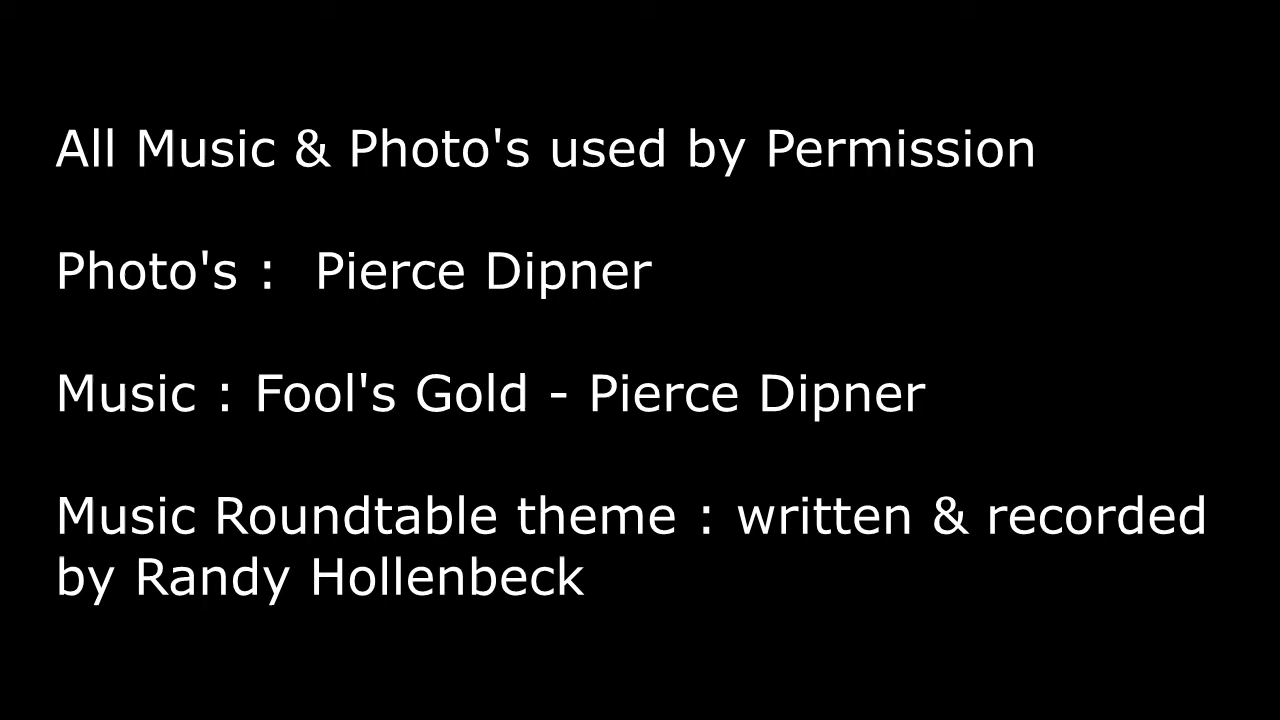 All Music & Photo's used by Permission
Photo's :  Pierce Dipner
Music : Fool's Gold - Pierce Dipner
Music Roundtable theme : written & recorded
by Randy Hollenbeck